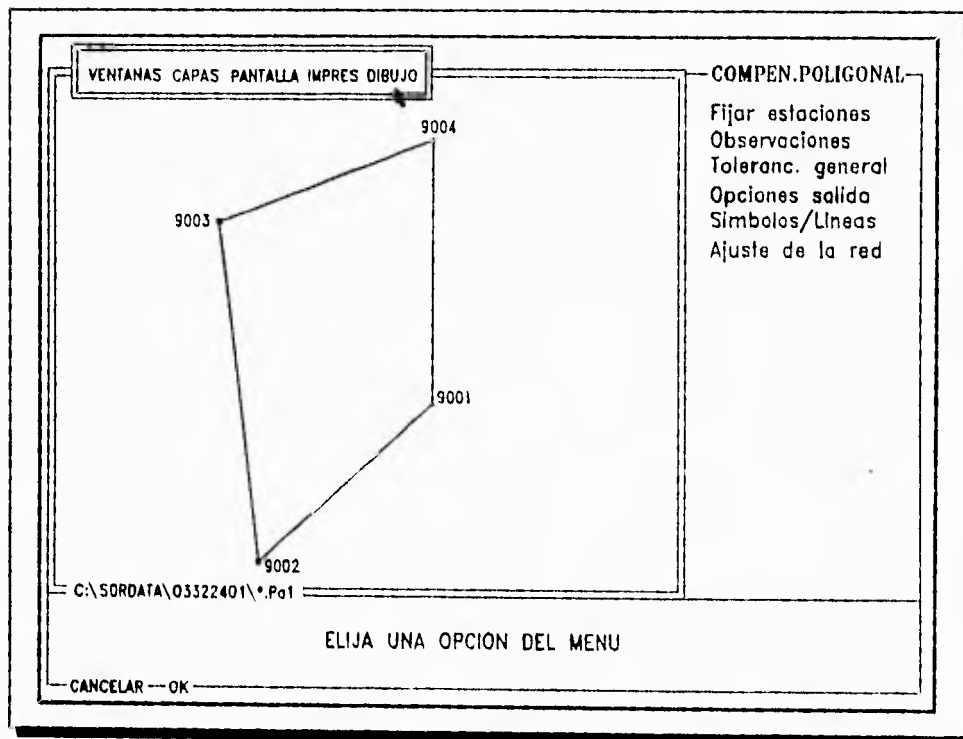 VENTANAS CAPAS PANTALLA IMPRES DIBUJO
COMPEN.POLIGONAL
Fijar estaciones
Observaciones
Toleranc. general
Opciones salida
Simbolos/Lineas
Ajuste de la red
9004
9003
9001
9002
C:\SORDATA\03322401\*.Pa1
ELIJA UNA OPCION DEL MENU
CANCELAR OK